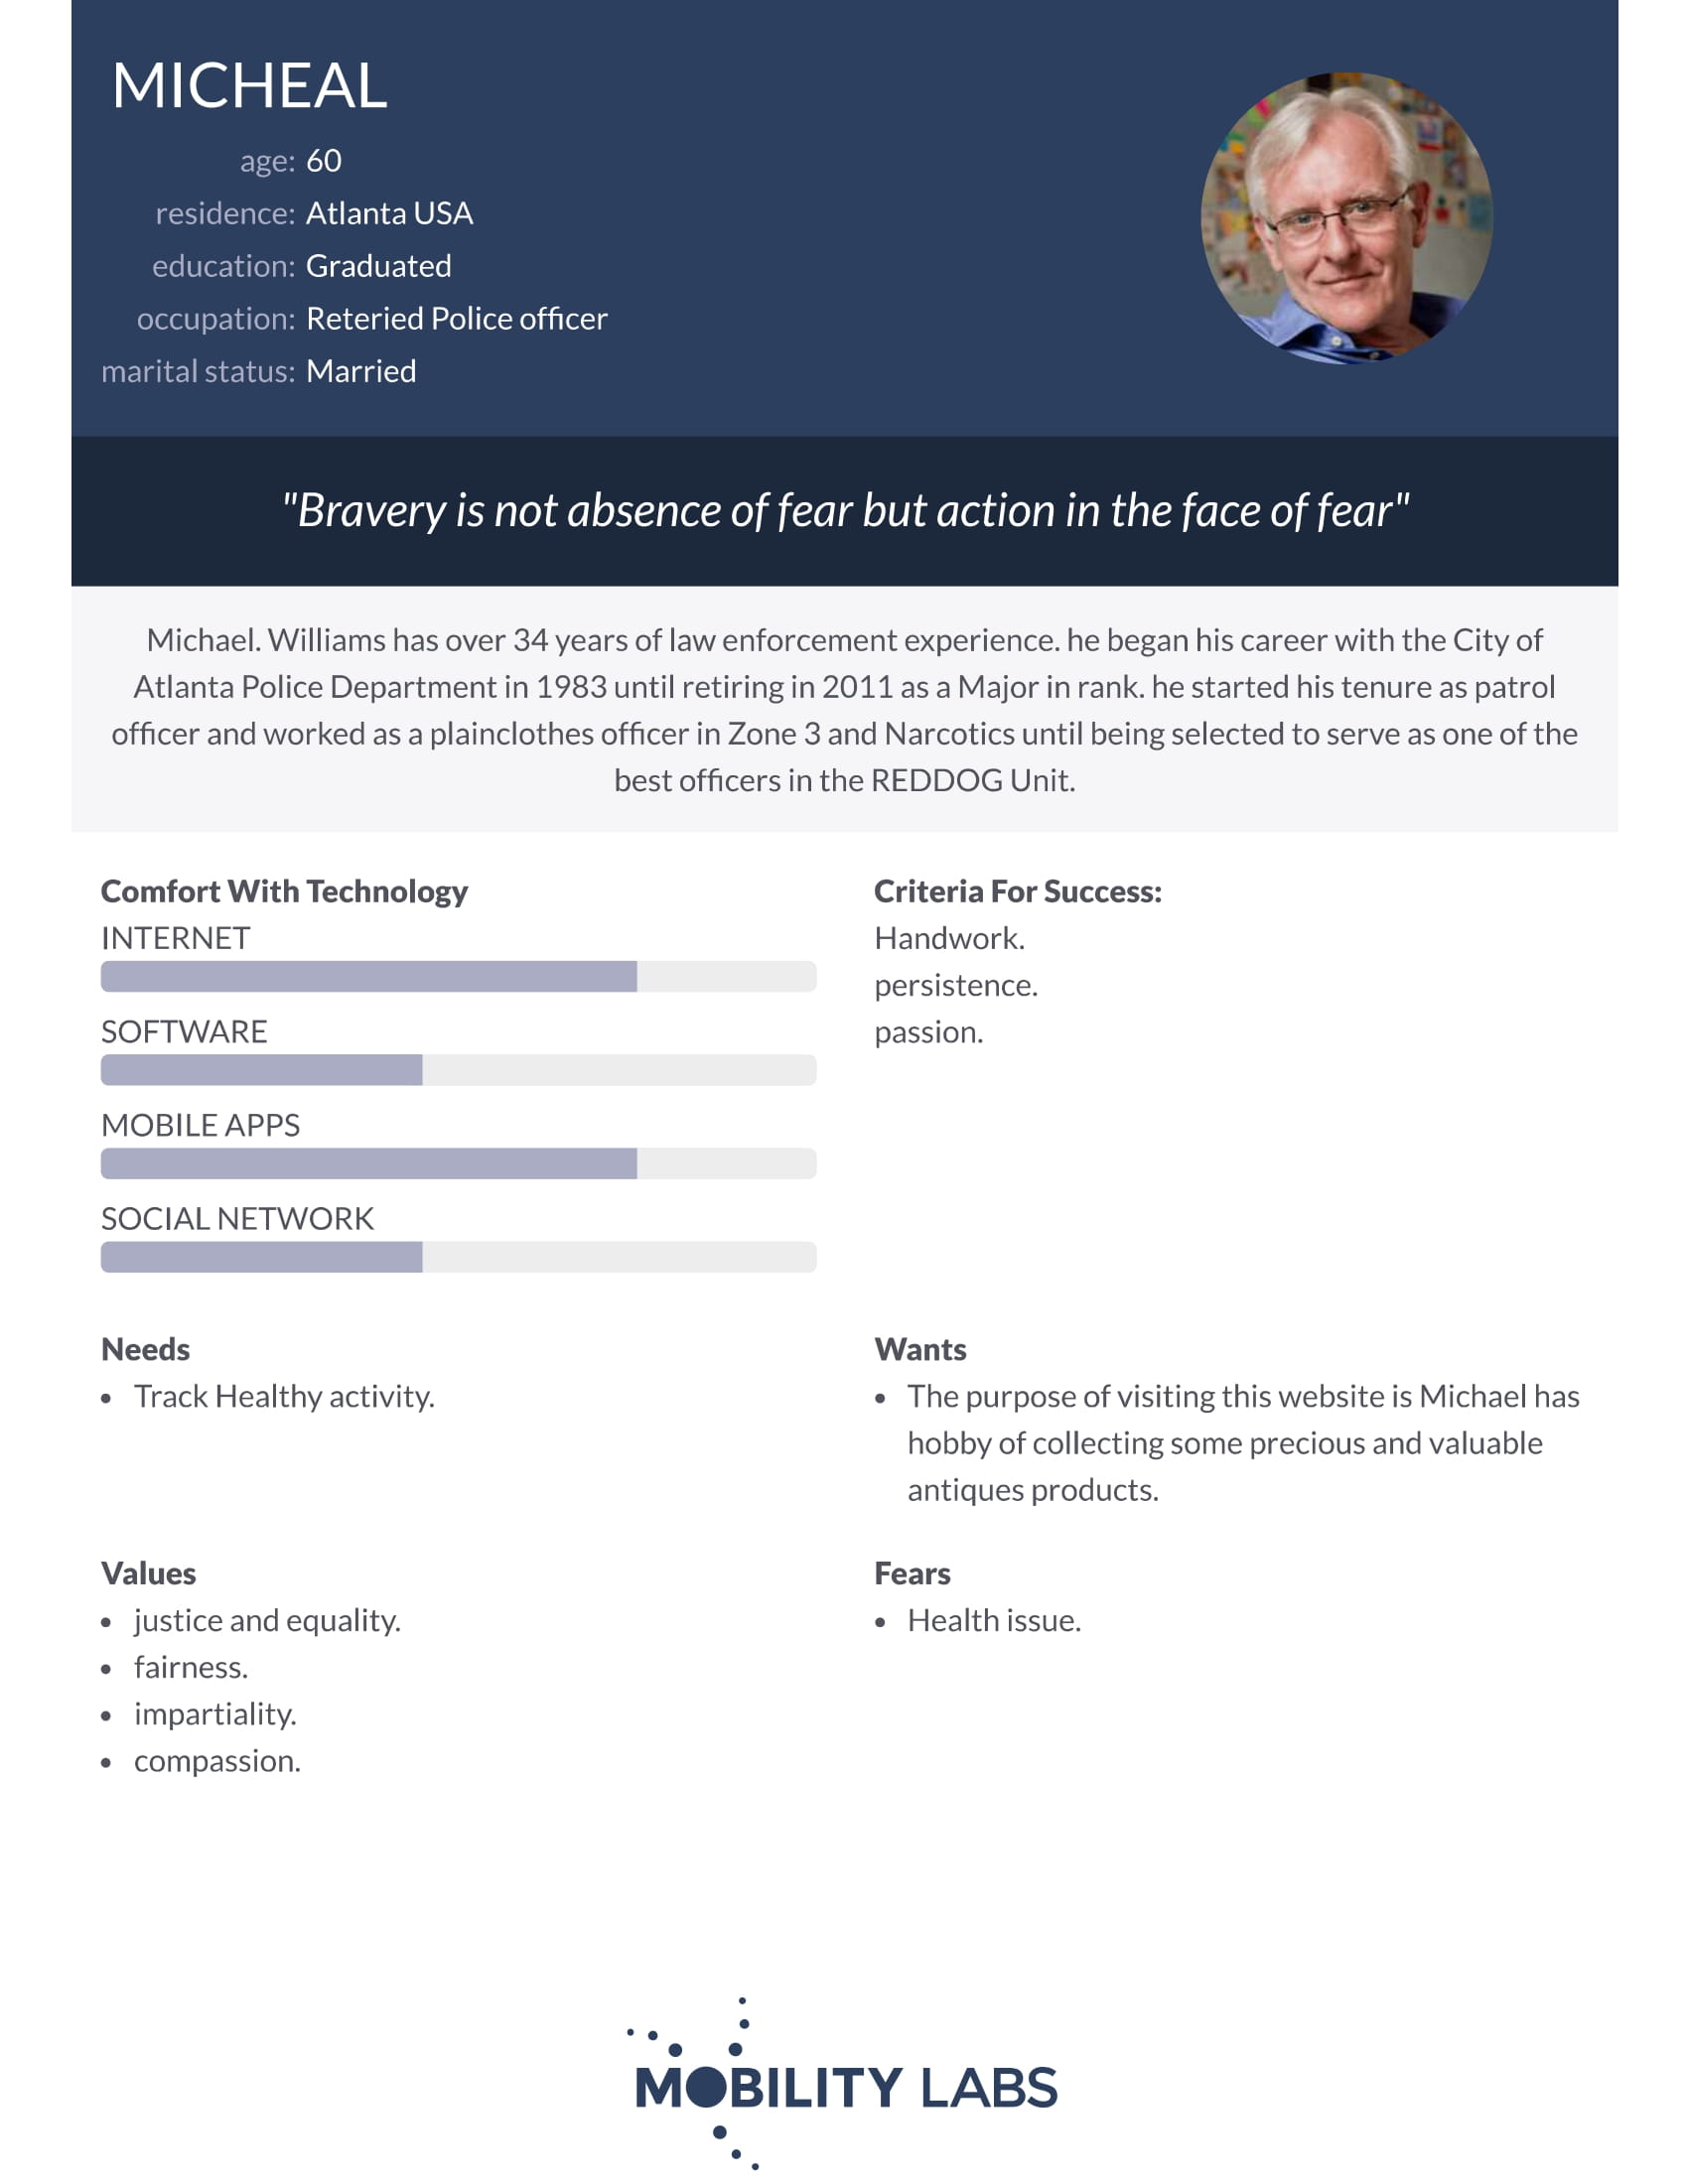 MICHEAL
age: 60
residence: Atlanta USA
education: Graduated
occupation: Reteried Police officer
marital status: Married
"Bravery is not absence of fear but action in the face of fear"
Michael. Williams has over 34 years of law enforcement experience. he began his career with the City of
Atlanta Police Department in 1983 until retiring in 2011 as a Major in rank. he started his tenure as patrol
officer and worked as a plainclothes officer in Zone 3 and Narcotics until being selected to serve as one of the
best officers in the REDDOG Unit.
Comfort With Technology
INTERNET
SOFTWARE
MOBILE APPS
SOCIAL NETWORK
Criteria For Success:
Handwork.
persistence.
passion.
Needs
• Track Healthy activity.
Wants
• The purpose of visiting this website is Michael has
hobby of collecting some precious and valuable
antiques products.
Values
• justice and equality.
• fairness.
• impartiality.
• compassion.
Fears
• Health issue.
MOBILITY LABS